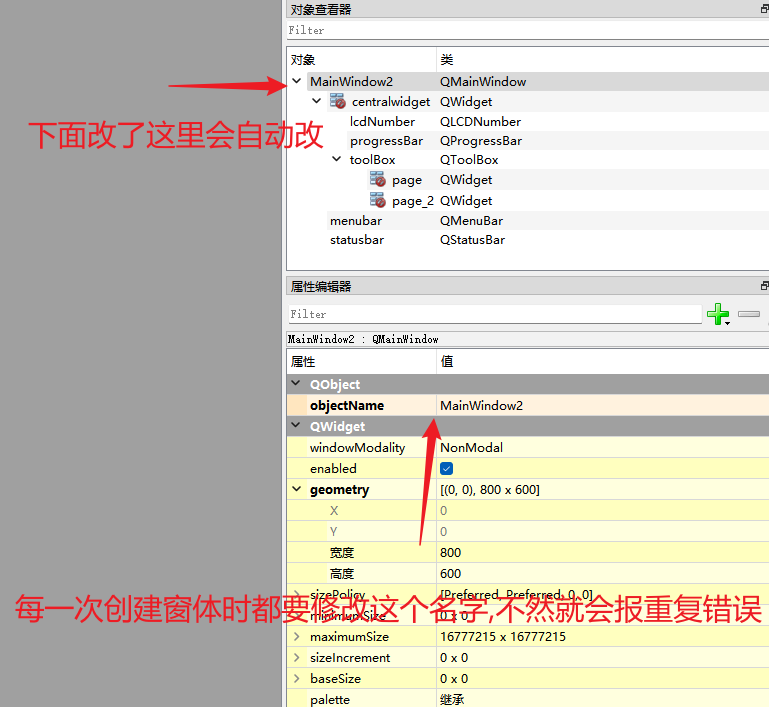 对象查看器
Filter
对象 类
MainWindow2 QMainWindow
centralwidget QWidget
lcdNumber QLCDNumber
progressBar QProgressBar
toolBox QToolBox
page QWidget
page_2 QWidget
menubar QMenuBar
statusbar QStatusBar
下面改了这里会自动改
属性编辑器
Filter
MainWindow2 : QMainWindow
属性 值
QObject
objectName MainWindow2
QWidget
windowModality NonModal
enabled
geometry [(0, 0), 800 x 600]
X 0
Y 0
宽度 800
高度 600
sizePolicy [Preferred, Preferred, 0, 0]
每一次创建窗体时都要修改这个名字,不然就会报重复错误
minimumSize 0 x 0
maximumSize 16777215 x 16777215
sizeIncrement 0 x 0
baseSize 0 x 0
palette 继承